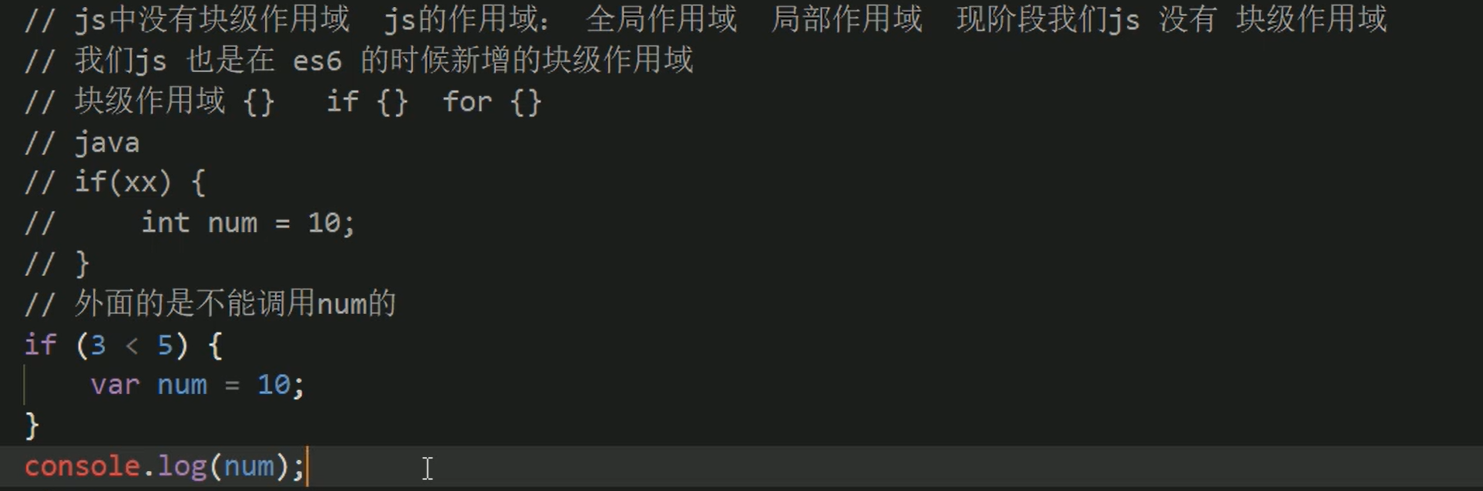 // js中没有块级作用域  js的作用域： 全局作用域  局部作用域  现阶段我们js 没有 块级作用域
// 我们js 也是在 es6 的时候新增的块级作用域
// 块级作用域 {}   if {}  for {}
// java
// if(xx) {
//     int num = 10;
// }
// 外面的是不能调用num的
if (3 < 5) {
    var num = 10;
}
console.log(num);